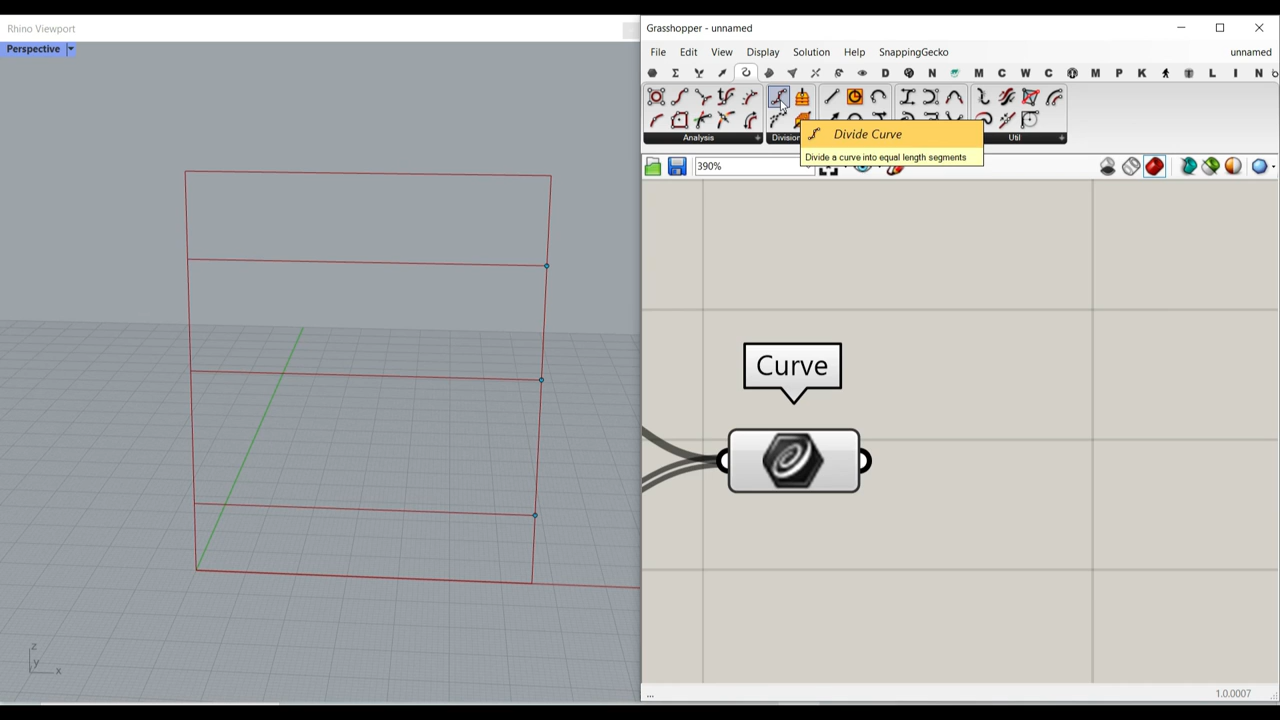 Rhino Viewport
Perspective
z
y
x
Grasshopper - unnamed
File Edit View Display Solution Help SnappingGecko unnamed
D N M C W C M P K L I N
Analysis Division Util
Divide Curve
Divide a curve into equal length segments
390%
Curve
...
1.0.0007